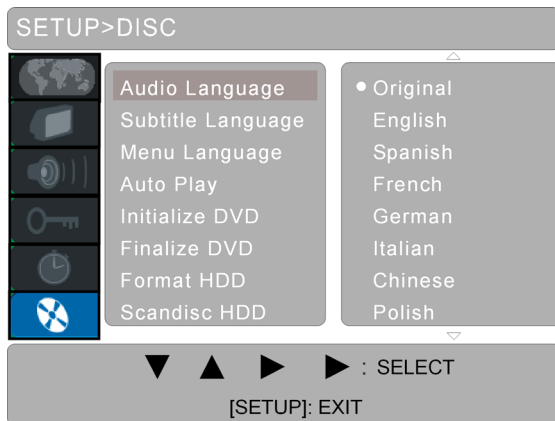 SETUP>DISC
Audio Language
Subtitle Language
Menu Language
Auto Play
Initialize DVD
Finalize DVD
Format HDD
Scandisc HDD
Original
English
Spanish
French
German
Italian
Chinese
Polish
: SELECT
[SETUP]: EXIT